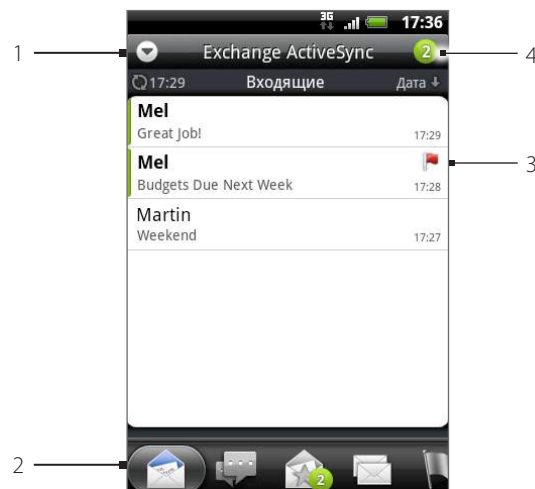 3G 17:36
1 Exchange ActiveSync 2 4
17:29 Входящие Дата
Mel
Great Job!
17:29
Mel
3
Budgets Due Next Week
17:28
Martin
Weekend
17:27
2
2